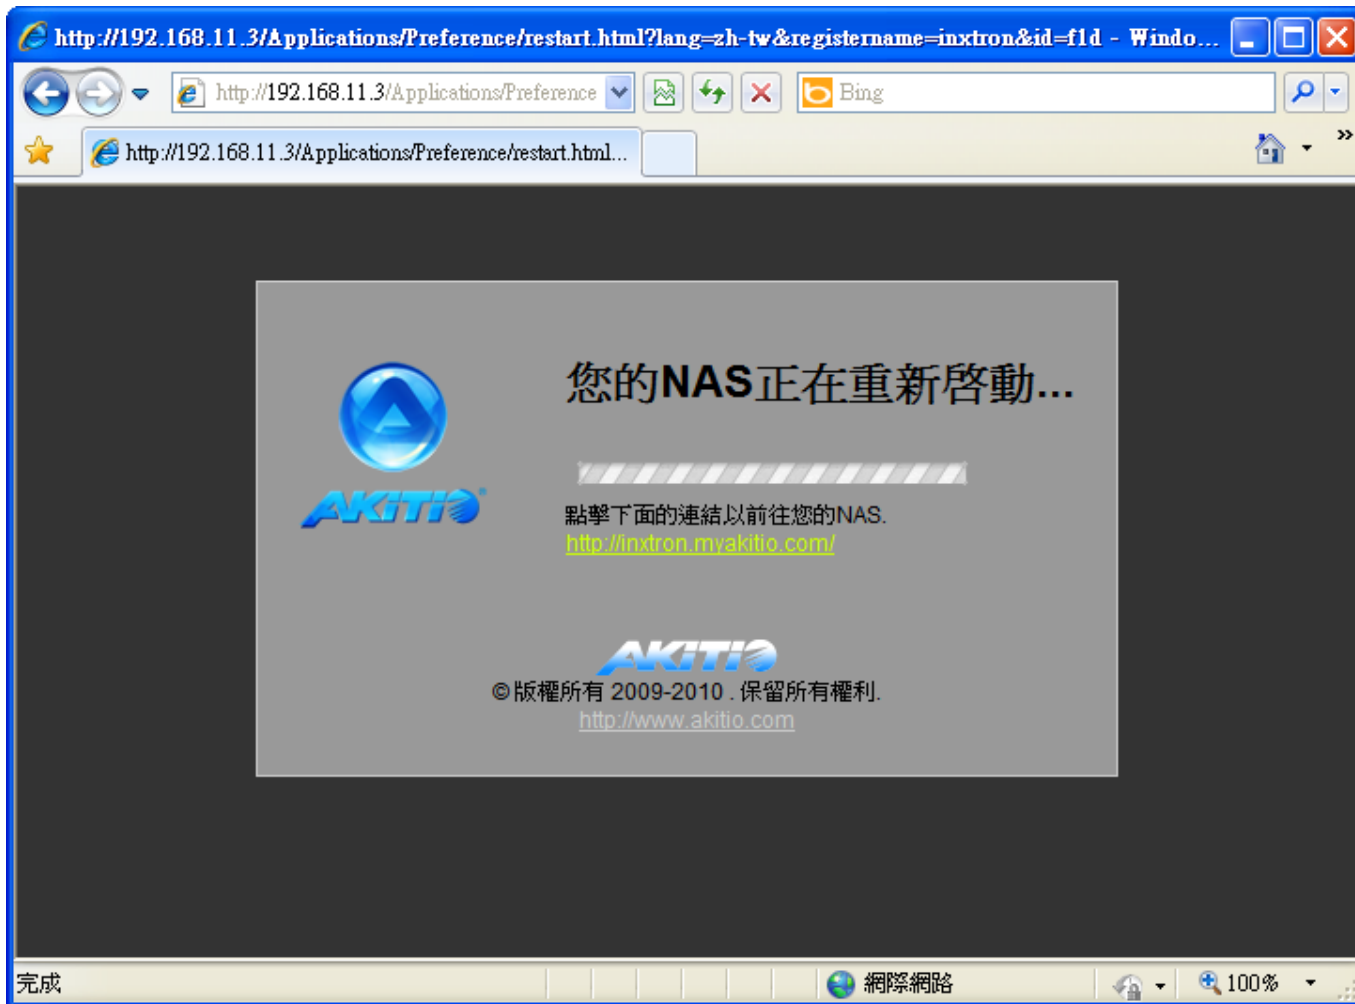 http://192.168.11.3/Applications/Preference/restart.html?lang=zh-tw&registername=inxtron&id=f1d - Windo...
http://192.168.11.3/Applications/Preference
Bing
http://192.168.11.3/Applications/Preference/restart.html...
您的NAS正在重新啓動...
AKiTiO
點擊下面的連結以前往您的NAS.
http://inxtron.myakitio.com/
AKiTiO
©版權所有 2009-2010 . 保留所有權利.
http://www.akitio.com
完成
網際網路
100%